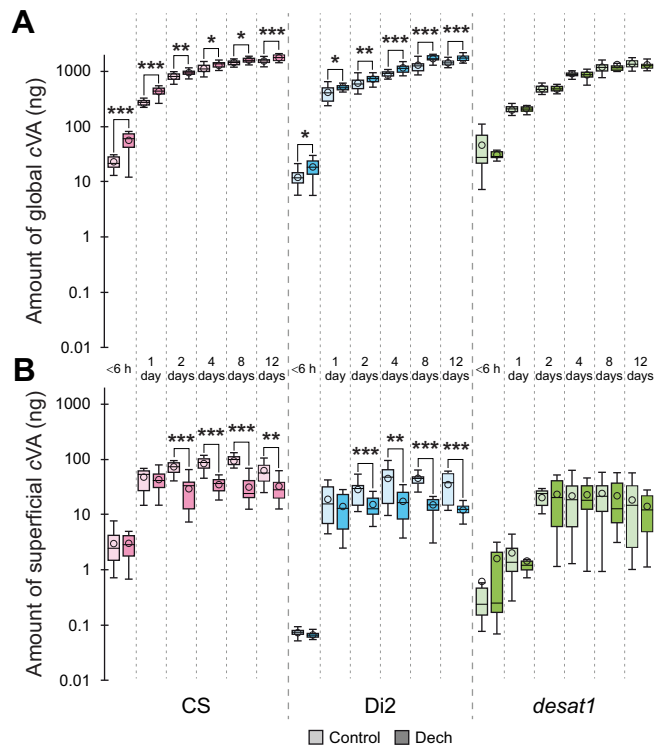 A
Amount of global cVA (ng)
1000
100
10
1
0.1
0.01
*** *** ** * * ***
* * ** *** *** ***
<6 h 1 day 2 days 4 days 8 days 12 days
<6 h 1 day 2 days 4 days 8 days 12 days
<6 h 1 day 2 days 4 days 8 days 12 days
B
Amount of superficial cVA (ng)
1000
100
10
1
0.1
0.01
*** *** *** **
*** ** *** ***
CS Di2 desat1
Control Dech